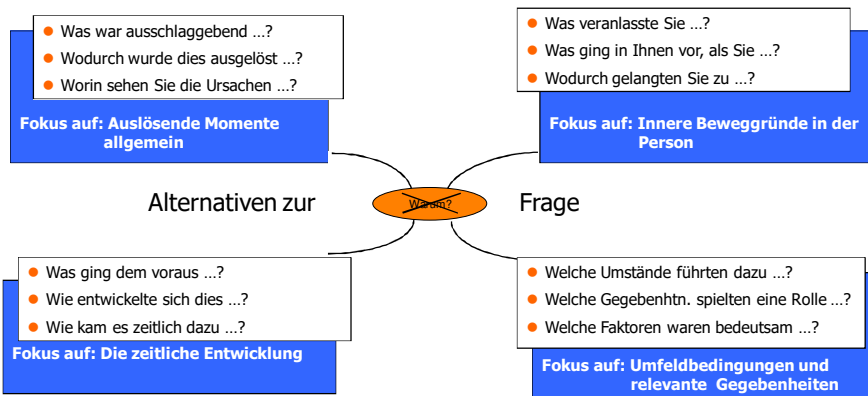 Was war ausschlaggebend ...?
Wodurch wurde dies ausgelöst ...?
Worin sehen Sie die Ursachen ...?
Fokus auf: Auslösende Momente
allgemein
Was veranlasste Sie ...?
Was ging in Ihnen vor, als Sie ...?
Wodurch gelangten Sie zu ...?
Fokus auf: Innere Beweggründe in der
Person
Alternativen zur Warum? Frage
Was ging dem voraus ...?
Wie entwickelte sich dies ...?
Wie kam es zeitlich dazu ...?
Fokus auf: Die zeitliche Entwicklung
Welche Umstände führten dazu ...?
Welche Gegebenhtn. spielten eine Rolle ...?
Welche Faktoren waren bedeutsam ...?
Fokus auf: Umfeldbedingungen und
relevante Gegebenheiten